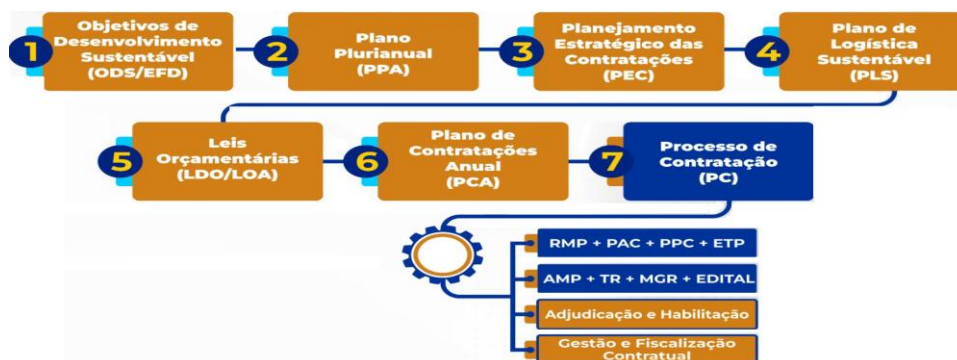 1
Objetivos de
Desenvolvimento
Sustentável
(ODS/EFD)
2
Plano
Plurianual
(PPA)
3
Planejamento
Estratégico das
Contratações
(PEC)
4
Plano de
Logística
Sustentável
(PLS)
5
Leis
Orçamentárias
(LDO/LOA)
6
Plano de
Contratações
Anual
(PCA)
7
Processo de
Contratação
(PC)
RMP + PAC + PPC + ETP
AMP + TR + MGR + EDITAL
Adjudicação e Habilitação
Gestão e Fiscalização
Contratual